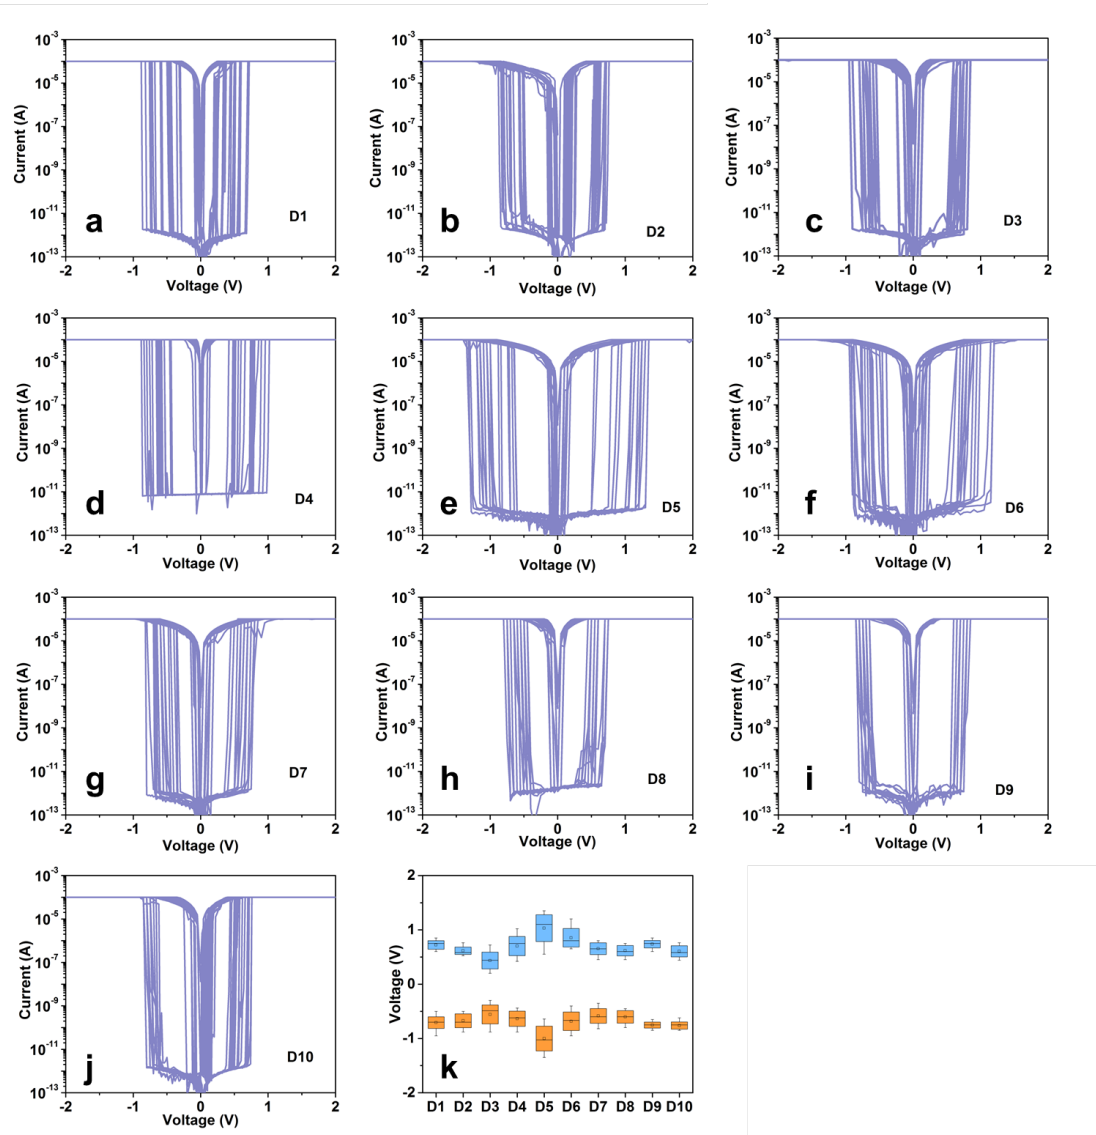 10⁻³
10⁻⁵
10⁻⁷
10⁻⁹
10⁻¹¹
10⁻¹³
Current (A)
a
D1
-2 -1 0 1 2
Voltage (V)
10⁻³
10⁻⁵
10⁻⁷
10⁻⁹
10⁻¹¹
10⁻¹³
Current (A)
b
D2
-2 -1 0 1 2
Voltage (V)
10⁻³
10⁻⁵
10⁻⁷
10⁻⁹
10⁻¹¹
10⁻¹³
Current (A)
c
D3
-2 -1 0 1 2
Voltage (V)
10⁻³
10⁻⁵
10⁻⁷
10⁻⁹
10⁻¹¹
10⁻¹³
Current (A)
d
D4
-2 -1 0 1 2
Voltage (V)
10⁻³
10⁻⁵
10⁻⁷
10⁻⁹
10⁻¹¹
10⁻¹³
Current (A)
e
D5
-2 -1 0 1 2
Voltage (V)
10⁻³
10⁻⁵
10⁻⁷
10⁻⁹
10⁻¹¹
10⁻¹³
Current (A)
f
D6
-2 -1 0 1 2
Voltage (V)
10⁻³
10⁻⁵
10⁻⁷
10⁻⁹
10⁻¹¹
10⁻¹³
Current (A)
g
D7
-2 -1 0 1 2
Voltage (V)
10⁻³
10⁻⁵
10⁻⁷
10⁻⁹
10⁻¹¹
10⁻¹³
Current (A)
h
D8
-2 -1 0 1 2
Voltage (V)
10⁻³
10⁻⁵
10⁻⁷
10⁻⁹
10⁻¹¹
10⁻¹³
Current (A)
i
D9
-2 -1 0 1 2
Voltage (V)
10⁻³
10⁻⁵
10⁻⁷
10⁻⁹
10⁻¹¹
10⁻¹³
Current (A)
j
D10
-2 -1 0 1 2
Voltage (V)
2
1
0
-1
-2
Voltage (V)
k
D1 D2 D3 D4 D5 D6 D7 D8 D9 D10